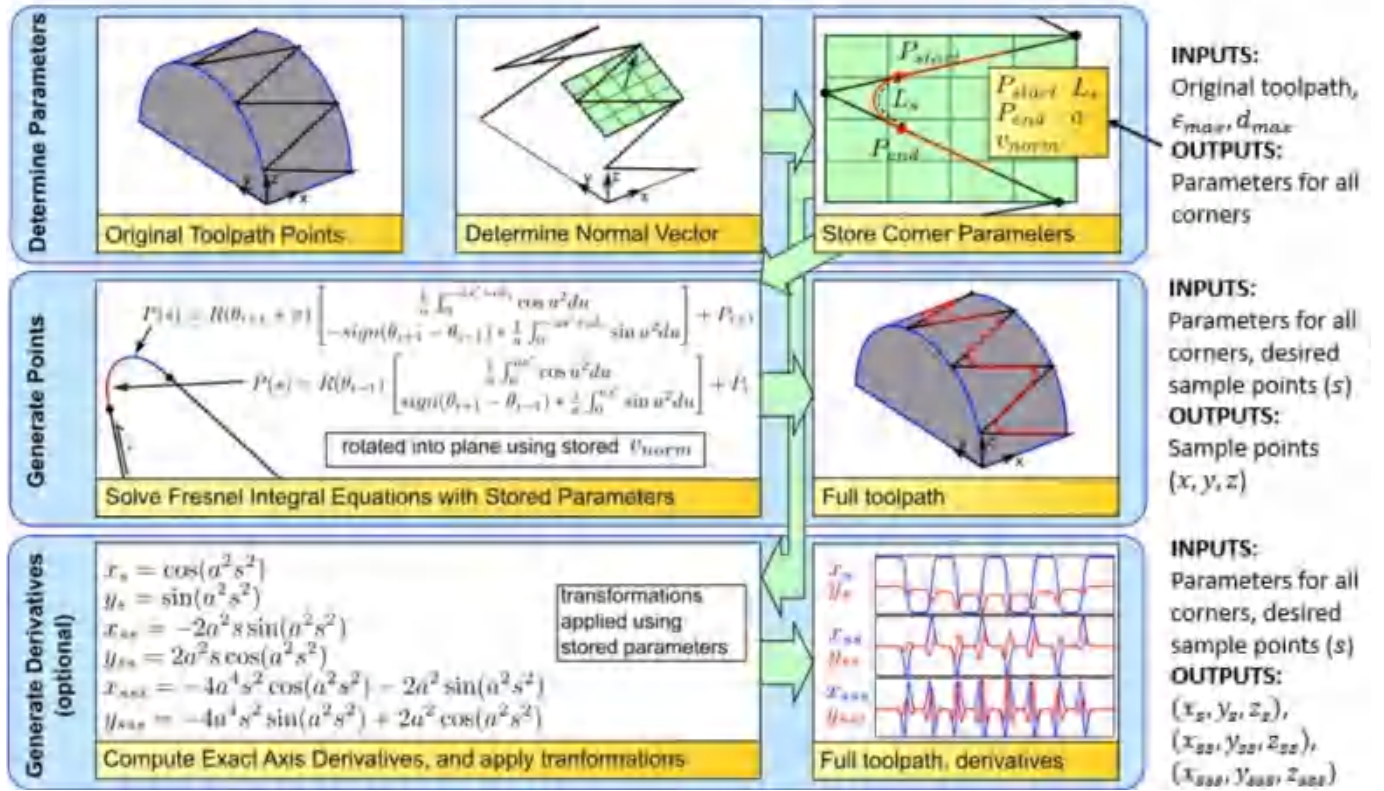 Determine Parameters
Original Toolpath Points
Y
Z
X
Determine Normal Vector
Y
Z
X
P_start
L_s
P_end
P_start L_s
P_end a
v_norm
Store Corner Parameters
INPUTS:
Original toolpath,
ϵ_max, d_max
OUTPUTS:
Parameters for all
corners
Generate Points
rotated into plane using stored v_norm
Solve Fresnel Integral Equations with Stored Parameters
Z
X
Full toolpath
INPUTS:
Parameters for all
corners, desired
sample points (s)
OUTPUTS:
Sample points
(x, y, z)
Generate Derivatives
(optional)
x_s = cos(a²s²)
y_s = sin(a²s²)
x_ss = −2a²s sin(a²s²)
y_ss = 2a²s cos(a²s²)
x_sss = −4a⁴s² cos(a²s²) − 2a² sin(a²s²)
y_sss = −4a⁴s² sin(a²s²) + 2a² cos(a²s²)
transformations
applied using
stored parameters
Compute Exact Axis Derivatives, and apply tranformations
x_s
y_s
x_ss
y_ss
x_sss
y_sss
Full toolpath, derivatives
INPUTS:
Parameters for all
corners, desired
sample points (s)
OUTPUTS:
(x_s, y_s, z_s),
(x_ss, y_ss, z_ss),
(x_sss, y_sss, z_sss)